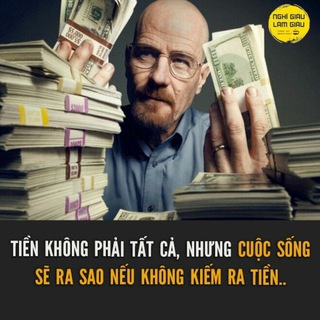 NGHĨ GIÀU
LÀM GIÀU
TIỀN KHÔNG PHẢI TẤT CẢ, NHƯNG CUỘC SỐNG
SẼ RA SAO NẾU KHÔNG KIẾM RA TIỀN..